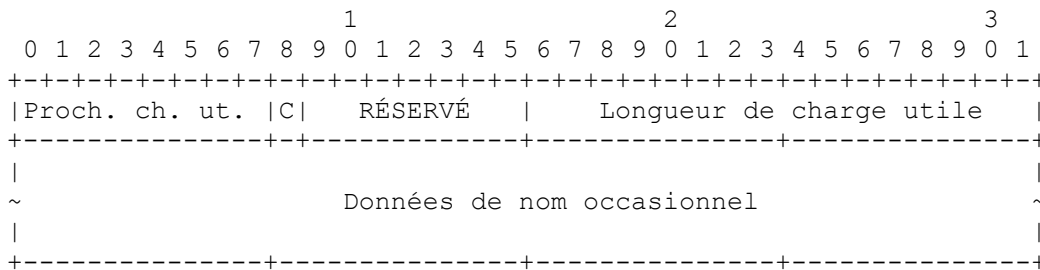 1                   2                   3
 0 1 2 3 4 5 6 7 8 9 0 1 2 3 4 5 6 7 8 9 0 1 2 3 4 5 6 7 8 9 0 1
+-+-+-+-+-+-+-+-+-+-+-+-+-+-+-+-+-+-+-+-+-+-+-+-+-+-+-+-+-+-+-+-+
|Proch. ch. ut. |C|   RÉSERVÉ   |    Longueur de charge utile   |
+---------------+-+-------------+---------------+---------------+
|                                                               |
~                    Données de nom occasionnel                 ~
|                                                               |
+---------------+---------------+---------------+---------------+